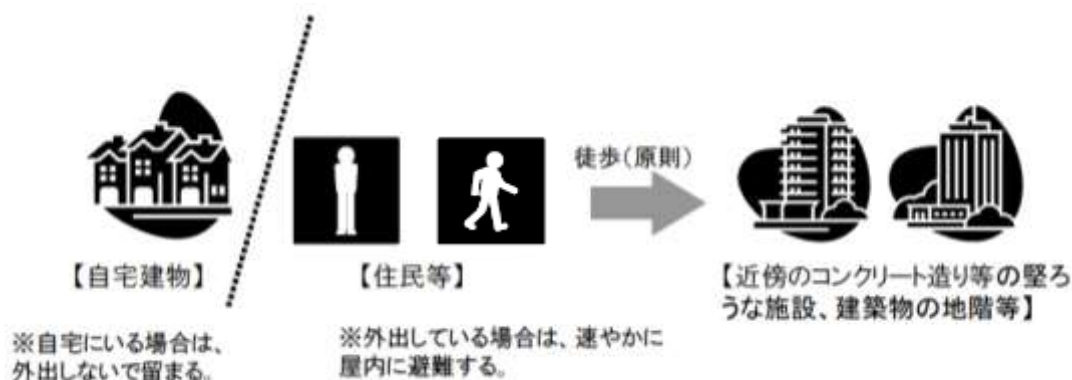 徒歩(原則)
【自宅建物】
【住民等】
【近傍のコンクリート造り等の堅ろ
うな施設、建築物の地階等】
※自宅にいる場合は、
外出しないで留まる。
※外出している場合は、速やかに
屋内に避難する。